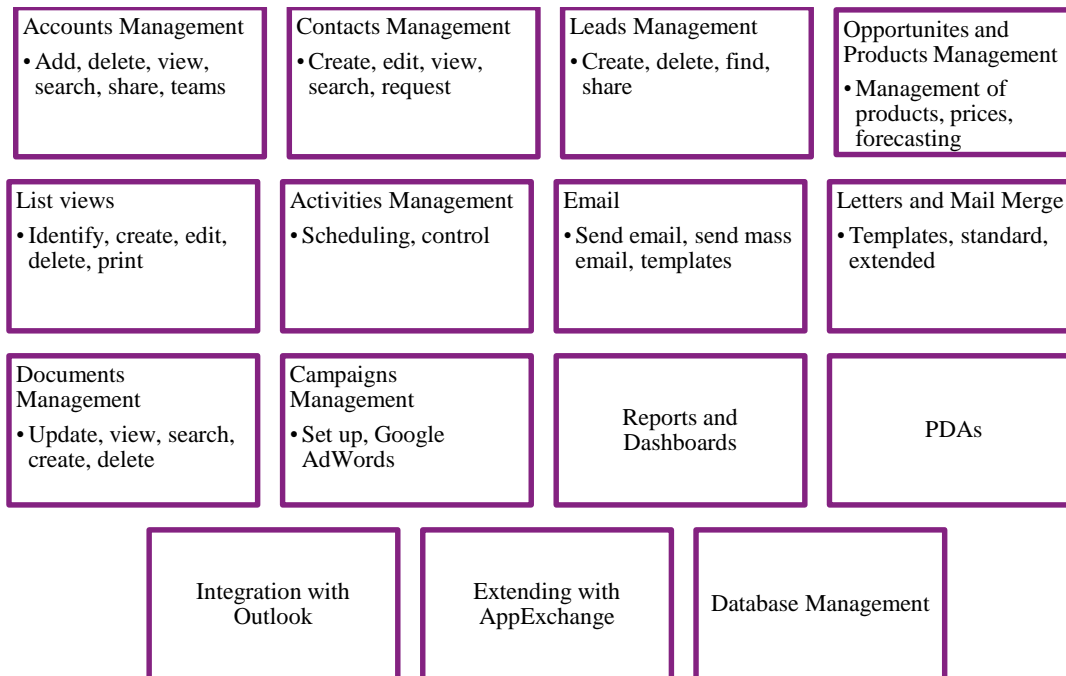 Accounts Management
• Add, delete, view,
search, share, teams
Contacts Management
• Create, edit, view,
search, request
Leads Management
• Create, delete, find,
share
Opportunites and
Products Management
• Management of
products, prices,
forecasting
List views
• Identify, create, edit,
delete, print
Activities Management
• Scheduling, control
Email
• Send email, send mass
email, templates
Letters and Mail Merge
• Templates, standard,
extended
Documents
Management
• Update, view, search,
create, delete
Campaigns
Management
• Set up, Google
AdWords
Reports and
Dashboards
PDAs
Integration with
Outlook
Extending with
AppExchange
Database Management